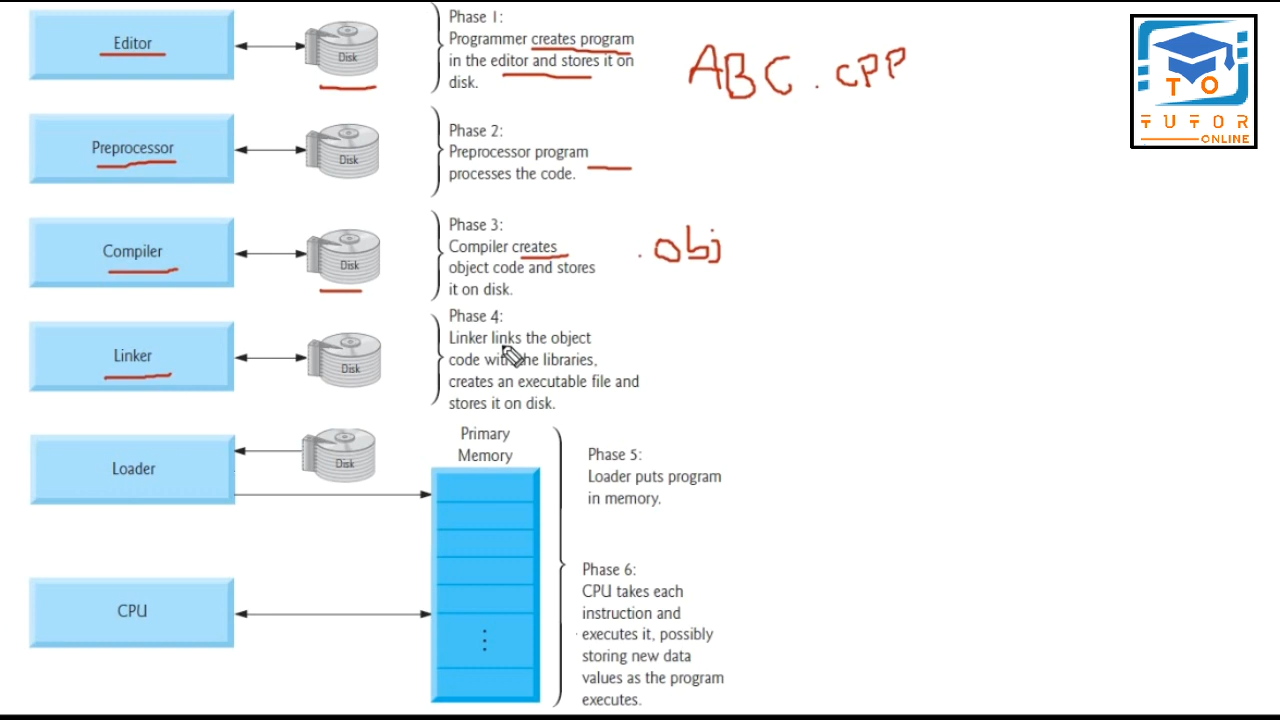 Editor
Disk
Phase 1:
Programmer creates program
in the editor and stores it on
disk.
ABC.cpp
TO
TUTOR
ONLINE
Preprocessor
Disk
Phase 2:
Preprocessor program
processes the code.
Compiler
Disk
Phase 3:
Compiler creates
object code and stores
it on disk.
.obj
Linker
Disk
Phase 4:
Linker links the object
code with the libraries,
creates an executable file and
stores it on disk.
Loader
Disk
Primary
Memory
Phase 5:
Loader puts program
in memory.
CPU
Phase 6:
CPU takes each
instruction and
executes it, possibly
storing new data
values as the program
executes.